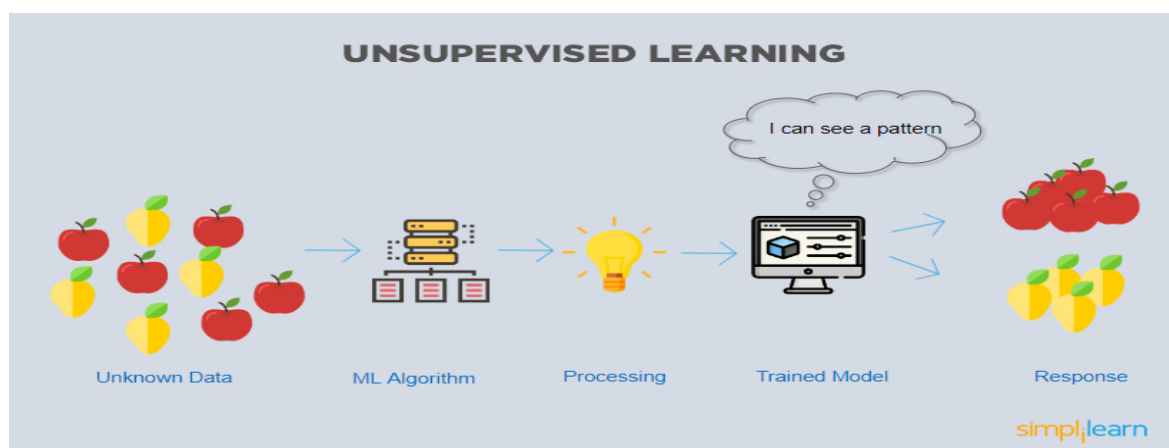 UNSUPERVISED LEARNING
I can see a pattern
Unknown Data
ML Algorithm
Processing
Trained Model
Response
simplilearn